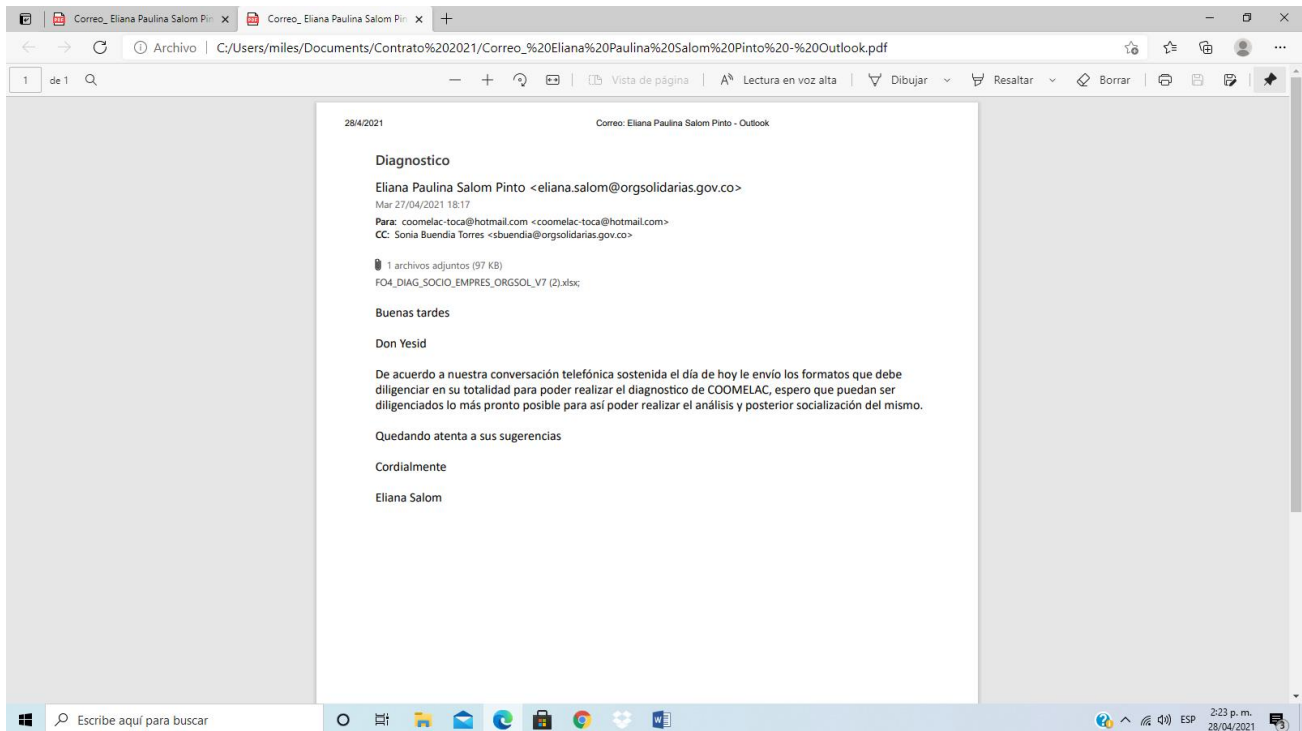 Correo_ Eliana Paulina Salom Pin
Correo_ Eliana Paulina Salom Pin
Archivo
C:/Users/miles/Documents/Contrato%202021/Correo_%20Eliana%20Paulina%20Salom%20Pinto%20-%20Outlook.pdf
1 de 1
Vista de página
Lectura en voz alta
Dibujar
Resaltar
Borrar
28/4/2021
Correo: Eliana Paulina Salom Pinto - Outlook
Diagnostico
Eliana Paulina Salom Pinto <eliana.salom@orgsolidarias.gov.co>
Mar 27/04/2021 18:17
Para: coomelac-toca@hotmail.com <coomelac-toca@hotmail.com>
CC: Sonia Buendia Torres <sbuendia@orgsolidarias.gov.co>
1 archivos adjuntos (97 KB)
FO4_DIAG_SOCIO_EMPRES_ORGSOL_V7 (2).xlsx;
Buenas tardes
Don Yesid
De acuerdo a nuestra conversación telefónica sostenida el día de hoy le envío los formatos que debe
diligenciar en su totalidad para poder realizar el diagnostico de COOMELAC, espero que puedan ser
diligenciados lo más pronto posible para así poder realizar el análisis y posterior socialización del mismo.
Quedando atenta a sus sugerencias
Cordialmente
Eliana Salom
Escribe aquí para buscar
ESP
2:23 p. m.
28/04/2021
3